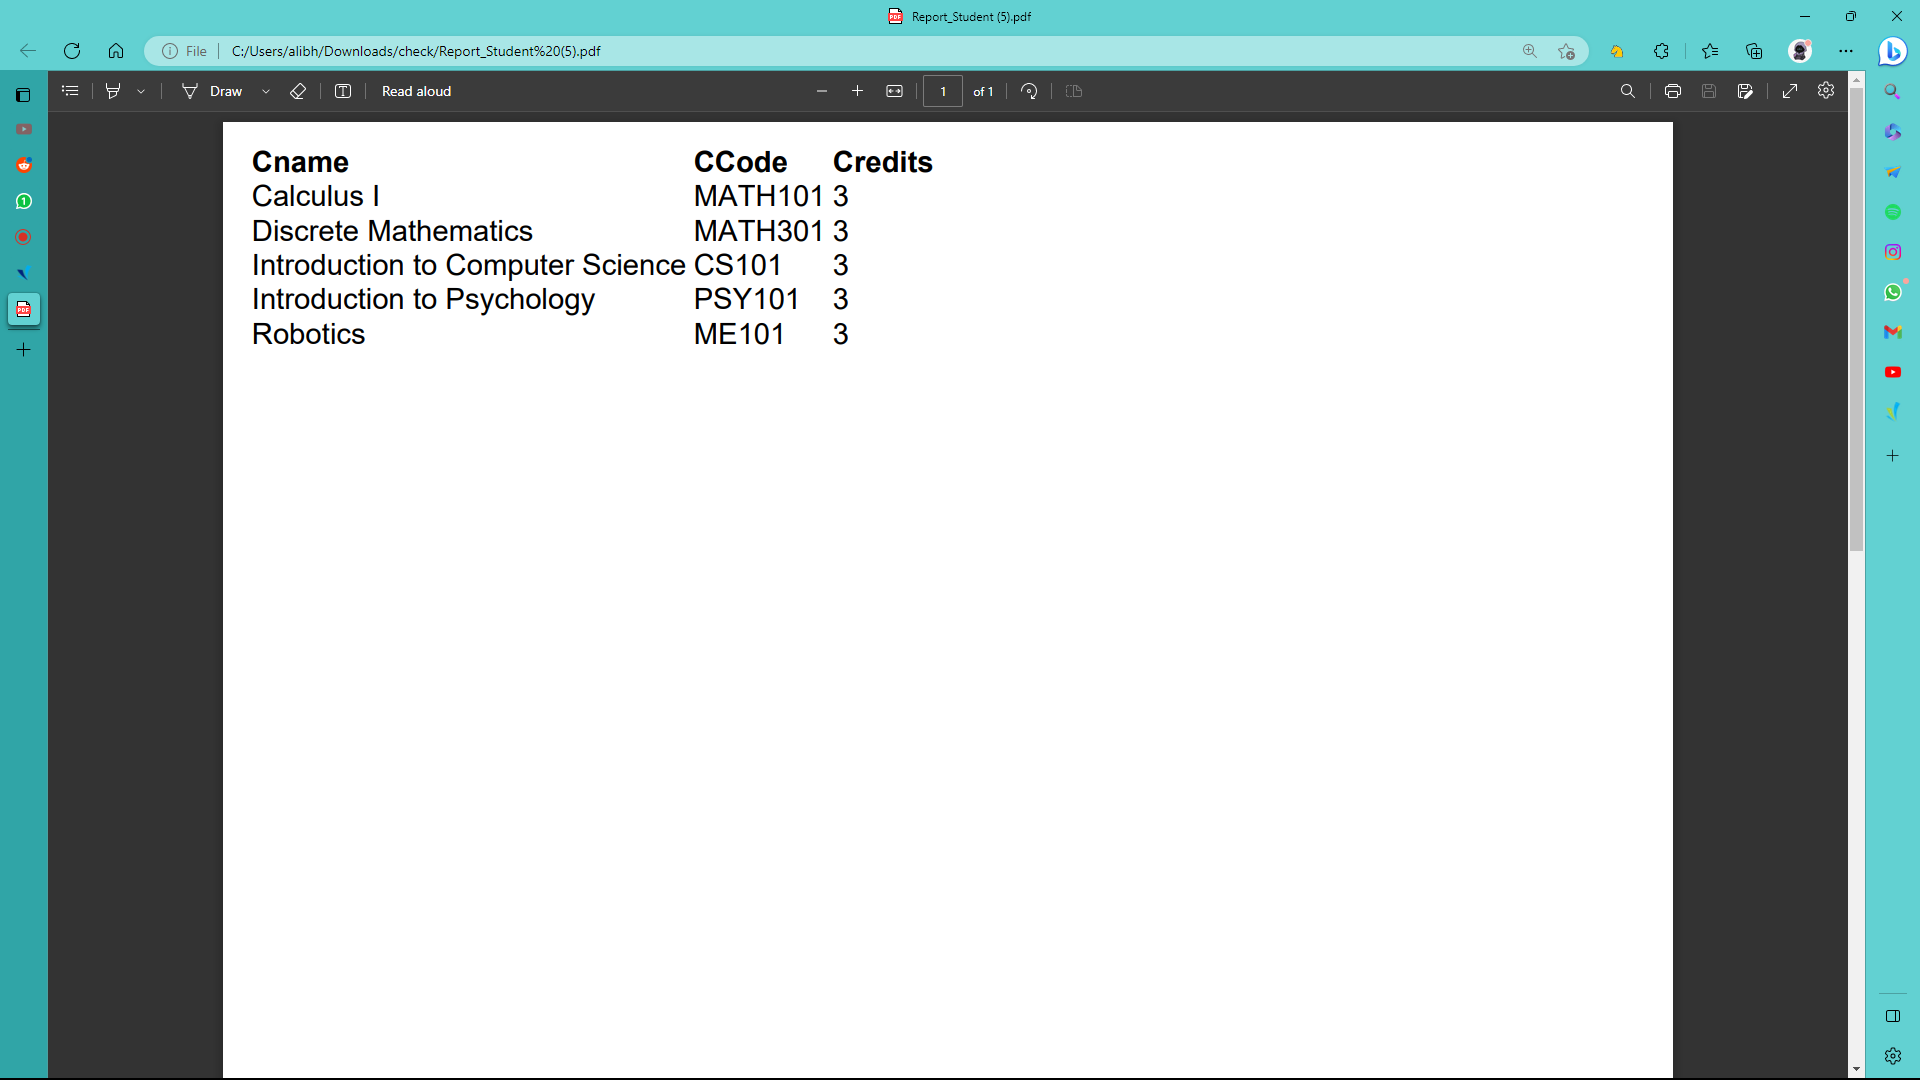 Report_Student (5).pdf
File C:/Users/alibh/Downloads/check/Report_Student%20(5).pdf
Draw Read aloud 1 of 1
Cname CCode Credits
Calculus I MATH101 3
Discrete Mathematics MATH301 3
Introduction to Computer Science CS101 3
Introduction to Psychology PSY101 3
Robotics ME101 3